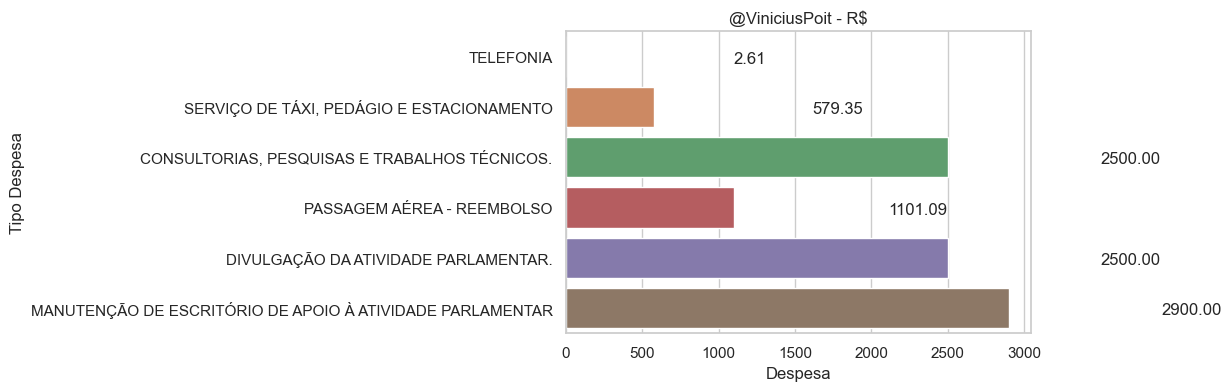 @ViniciusPoit - R$
Tipo Despesa
TELEFONIA 2.61
SERVIÇO DE TÁXI, PEDÁGIO E ESTACIONAMENTO 579.35
CONSULTORIAS, PESQUISAS E TRABALHOS TÉCNICOS. 2500.00
PASSAGEM AÉREA - REEMBOLSO 1101.09
DIVULGAÇÃO DA ATIVIDADE PARLAMENTAR. 2500.00
MANUTENÇÃO DE ESCRITÓRIO DE APOIO À ATIVIDADE PARLAMENTAR 2900.00
0 500 1000 1500 2000 2500 3000
Despesa